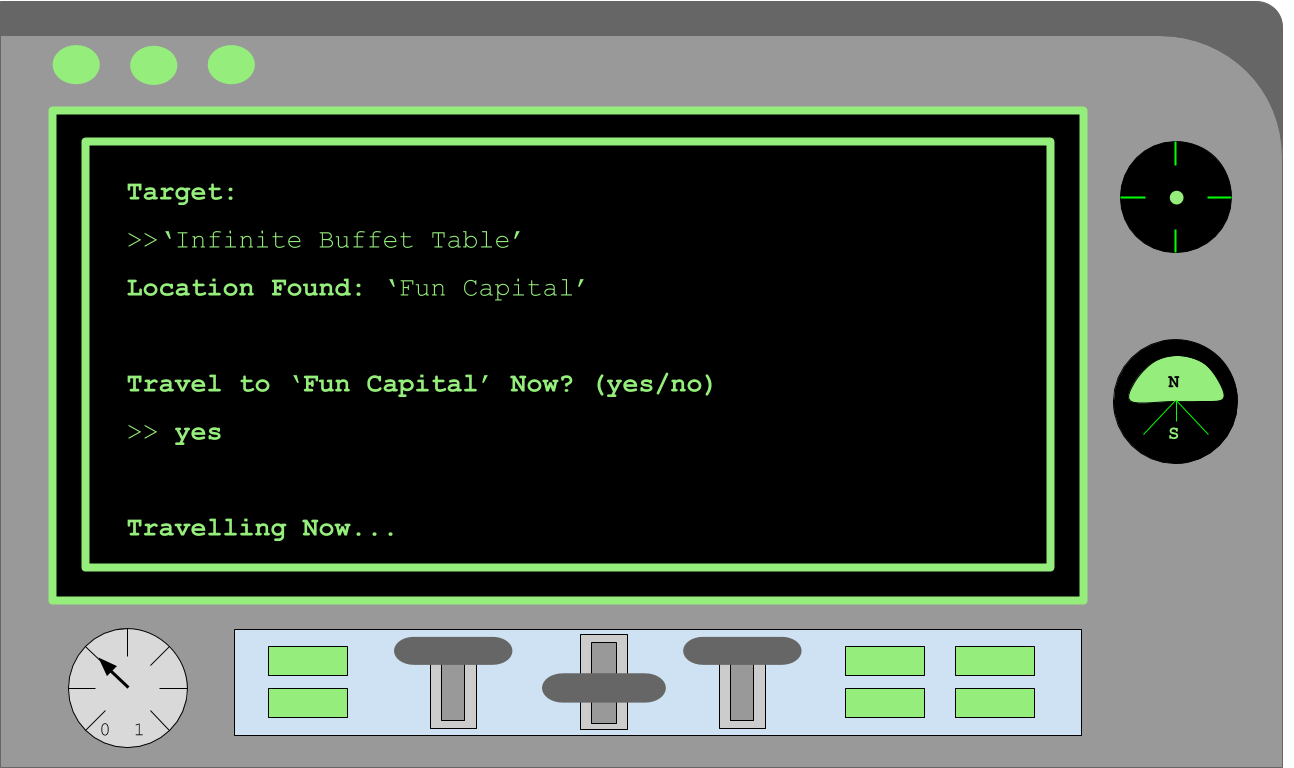 Target:
>>‘Infinite Buffet Table’
Location Found: ‘Fun Capital’
Travel to ‘Fun Capital’ Now? (yes/no)
>> yes
Travelling Now...
N
S
0 1